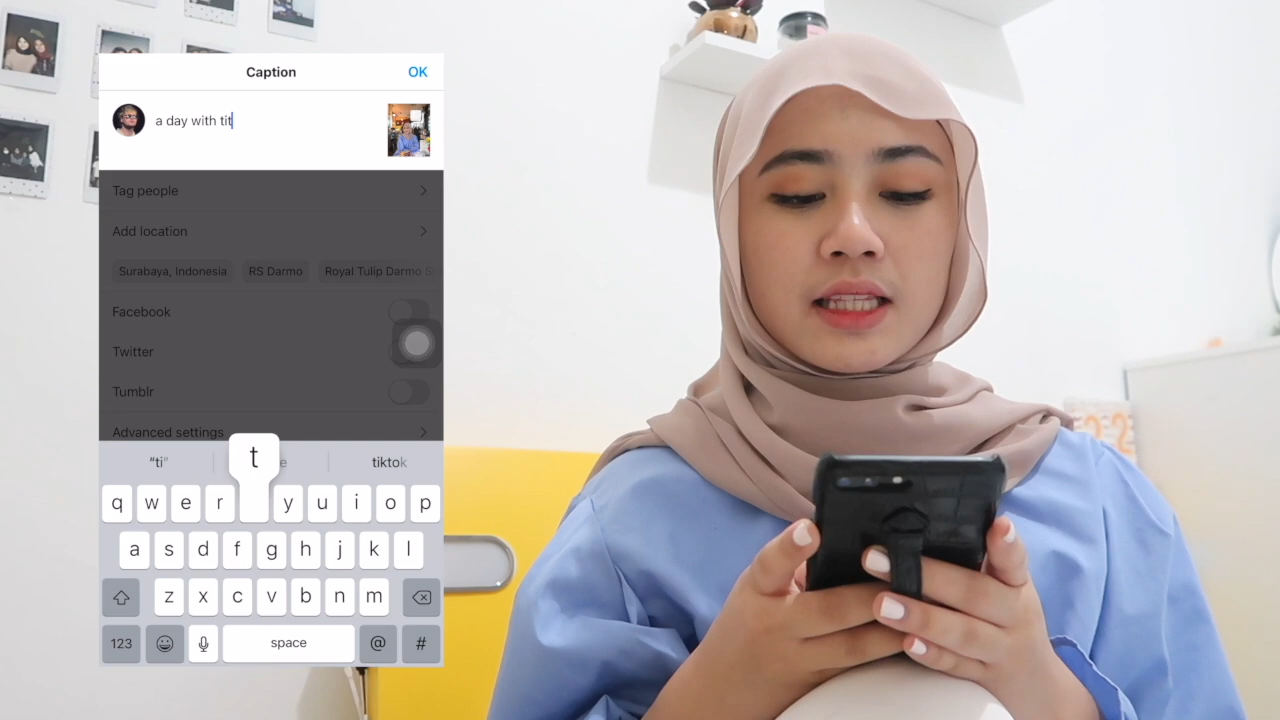 Caption
OK
a day with tit
Tag people
Add location
Surabaya, Indonesia
RS Darmo
Royal Tulip Darmo S
Facebook
Twitter
Tumblr
Advanced settings
“ti”
t
e
tiktok
q w e r y u i o p
a s d f g h j k l
z x c v b n m
123
space
@
#
22